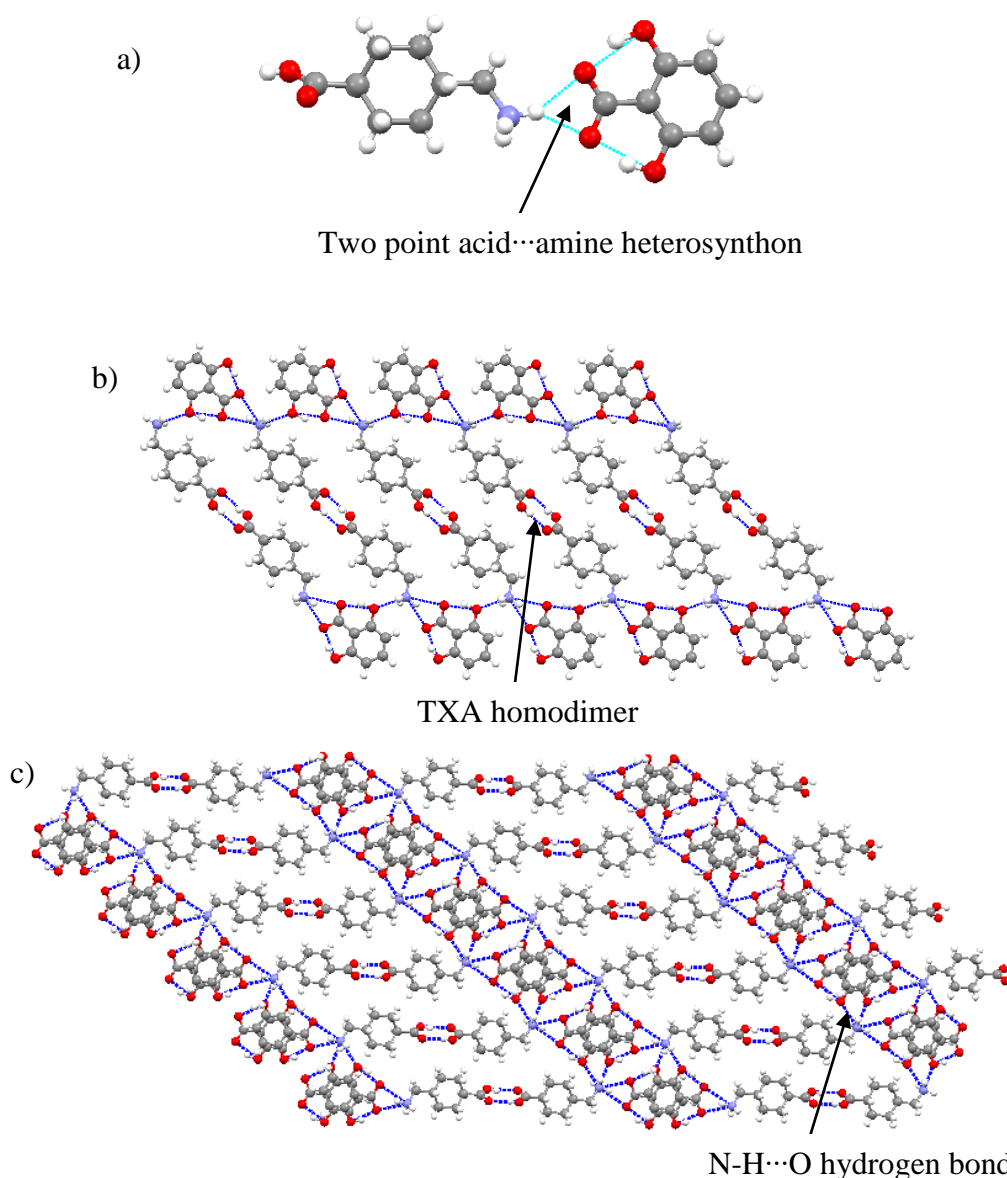 a)
Two point acid···amine heterosynthon
b)
TXA homodimer
c)
N-H···O hydrogen bond